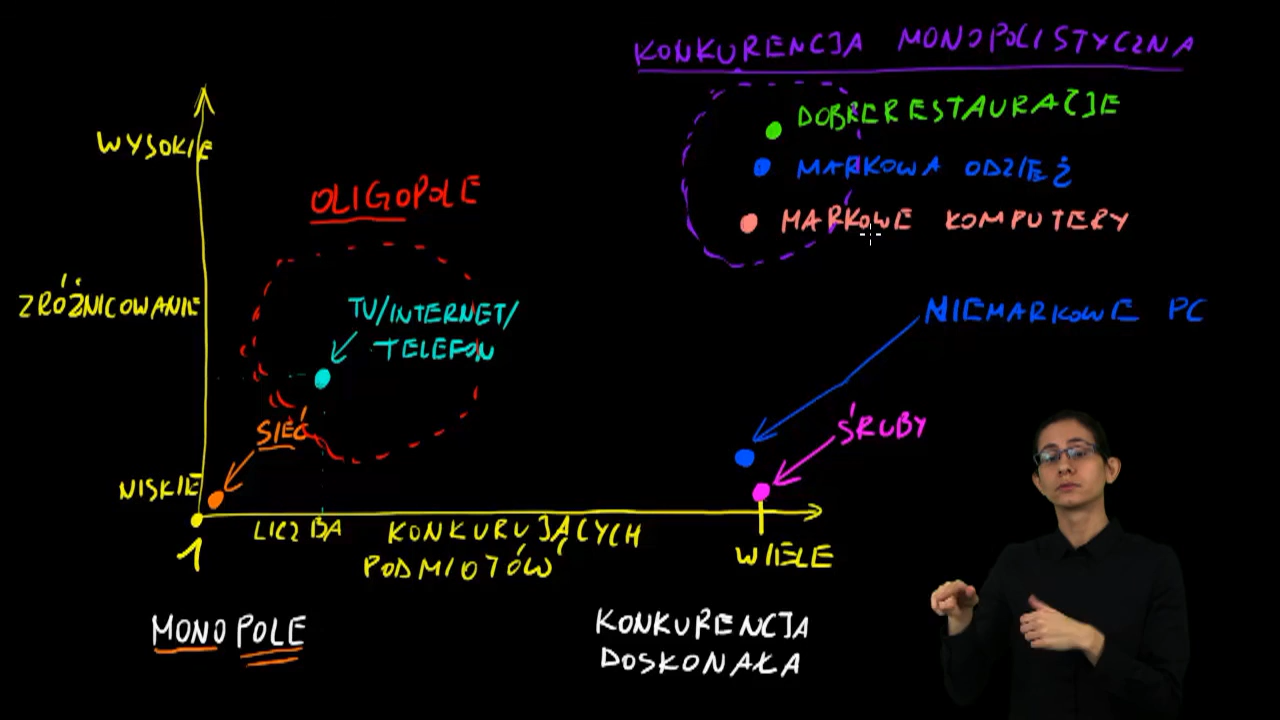 KONKURENCJA MONOPOLISTYCZNA
DOBRE RESTAURACJE
MARKOWA ODZIEŻ
MARKOWE KOMPUTERY
WYSOKIE
OLIGOPOLE
ZRÓŻNICOWANIE
TV/INTERNET/
TELEFON
NIEMARKOWE PC
SIEĆ
ŚRUBY
NISKIE
LICZBA KONKURUJĄCYCH
PODMIOTÓW
1
WIELE
MONOPOLE
KONKURENCJA
DOSKONAŁA